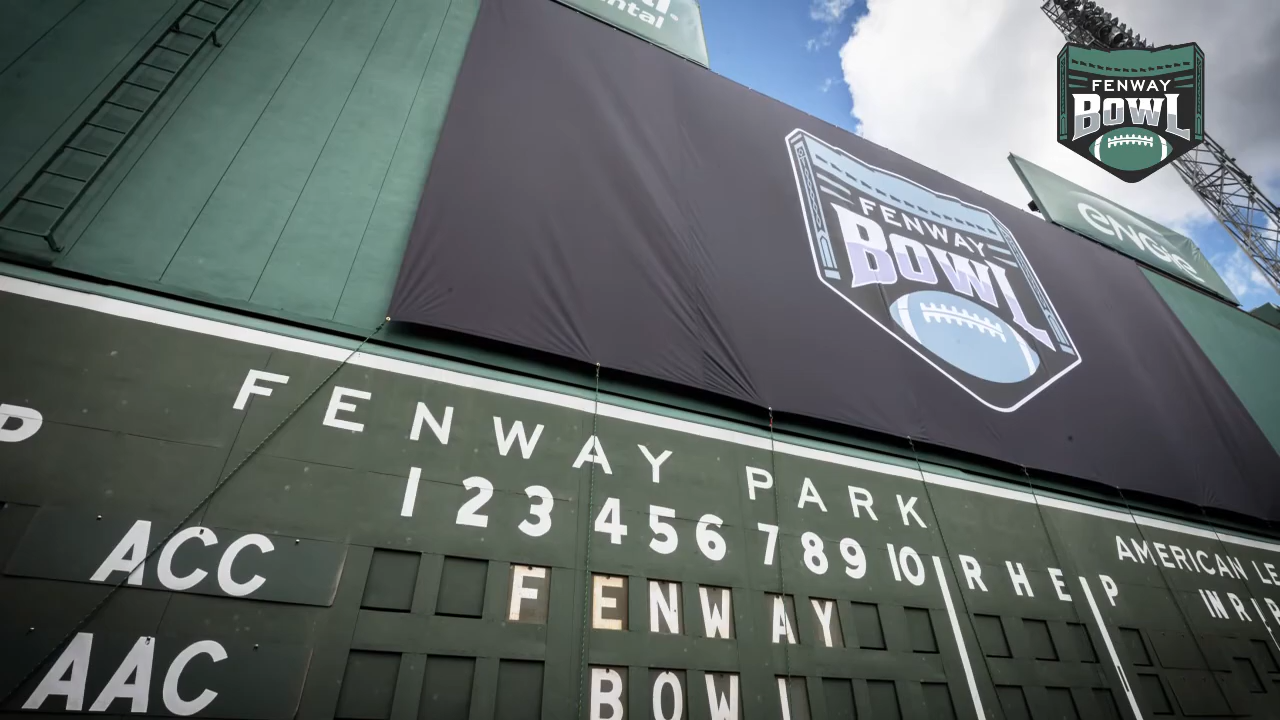 FENWAY
BOWL
FENWAY
BOWL
FENWAY PARK
1 2 3 4 5 6 7 8 9 10 R H E P
P
AMERICAN LE
IN R
ACC
FENWAY
AAC
BOWL